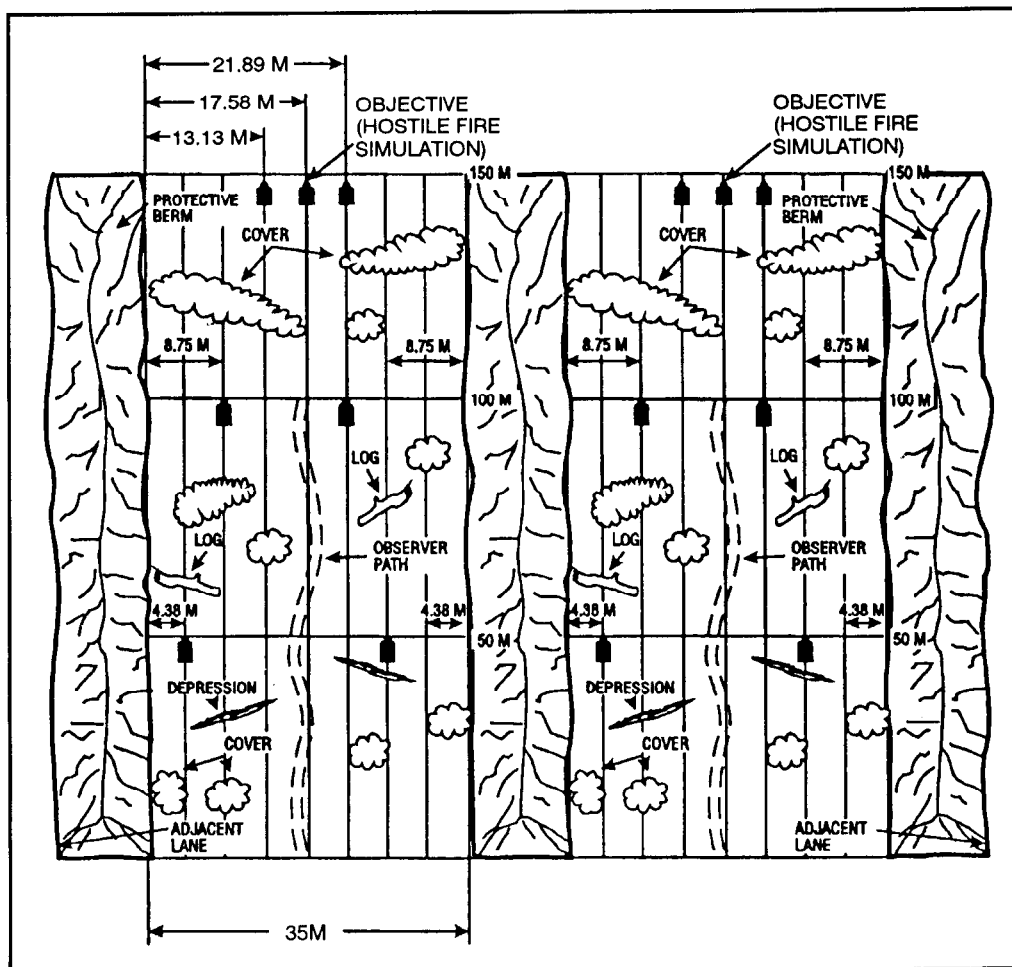 21.89 M
17.58 M
13.13 M
OBJECTIVE
(HOSTILE FIRE
SIMULATION)
OBJECTIVE
(HOSTILE FIRE
SIMULATION)
150 M
150 M
PROTECTIVE
BERM
COVER
PROTECTIVE
BERM
COVER
8.75 M
8.75 M
8.75 M
8.75 M
100 M
100 M
LOG
LOG
LOG
OBSERVER
PATH
LOG
OBSERVER
PATH
4.38 M
4.38 M
4.38 M
4.38 M
50 M
50 M
DEPRESSION
DEPRESSION
COVER
COVER
ADJACENT
LANE
ADJACENT
LANE
35M